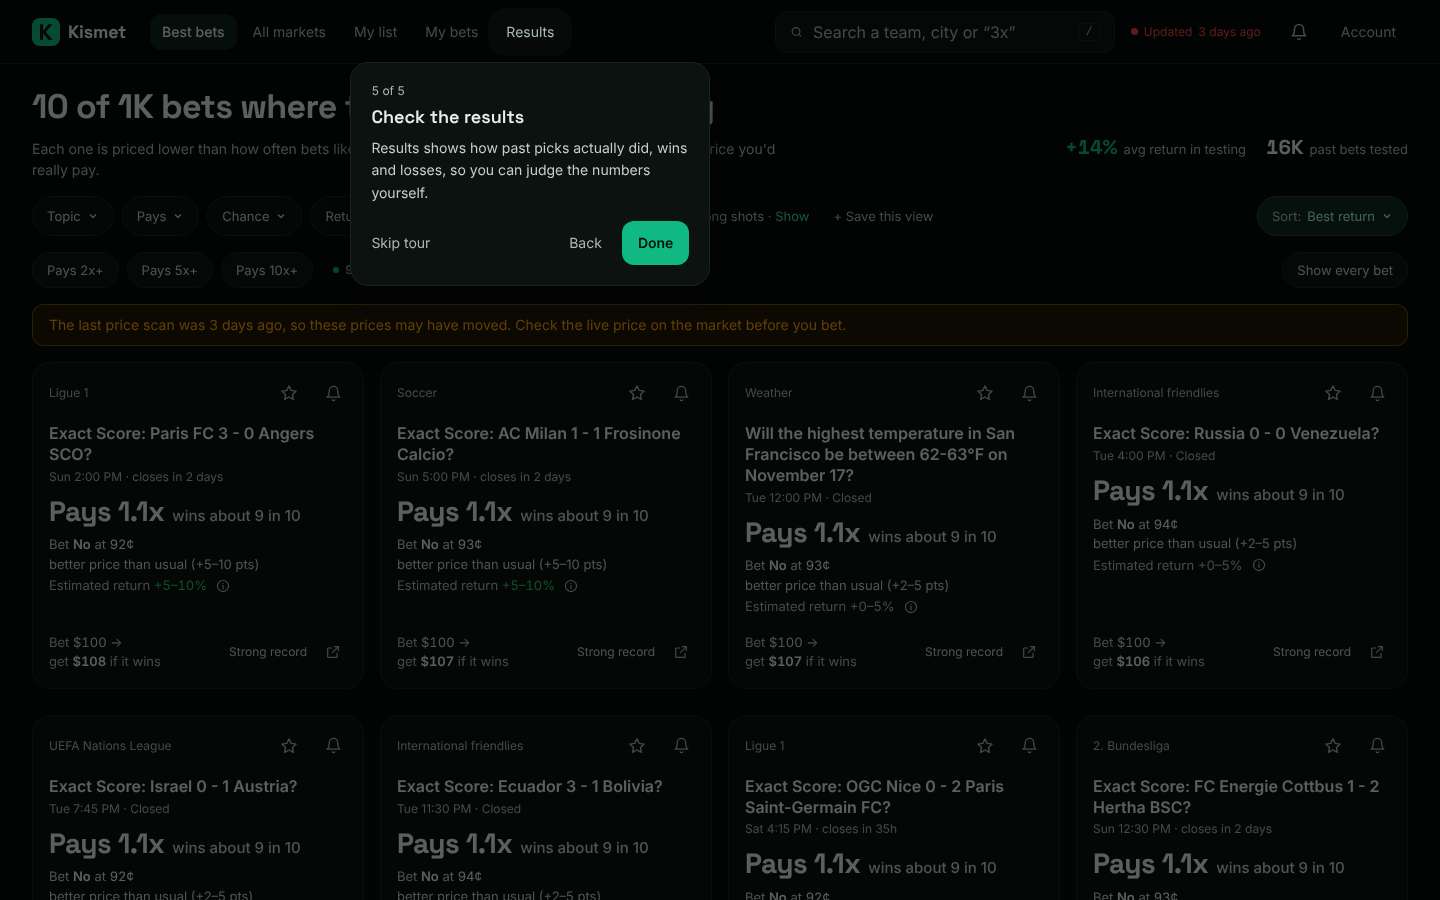 K Kismet Best bets All markets My list My bets Results Search a team, city or “3x” / Updated 3 days ago Account
10 of 1K bets where
5 of 5
Check the results
Results shows how past picks actually did, wins
and losses, so you can judge the numbers
yourself.
Skip tour Back Done
Each one is priced lower than how often bets rice you'd
really pay.
+14% avg return in testing 16K past bets tested
Topic Pays Chance shots · Show + Save this view Sort: Best return
Pays 2x+ Pays 5x+ Pays 10x+ Show every bet
The last price scan was 3 days ago, so these prices may have moved. Check the live price on the market before you bet.
Ligue 1
Exact Score: Paris FC 3 - 0 Angers
SCO?
Sun 2:00 PM · closes in 2 days
Pays 1.1x wins about 9 in 10
Bet No at 92¢
better price than usual (+5–10 pts)
Estimated return +5–10%
Bet $100 →
get $108 if it wins
Strong record
Soccer
Exact Score: AC Milan 1 - 1 Frosinone
Calcio?
Sun 5:00 PM · closes in 2 days
Pays 1.1x wins about 9 in 10
Bet No at 93¢
better price than usual (+5–10 pts)
Estimated return +5–10%
Bet $100 →
get $107 if it wins
Strong record
Weather
Will the highest temperature in San
Francisco be between 62-63°F on
November 17?
Tue 12:00 PM · Closed
Pays 1.1x wins about 9 in 10
Bet No at 93¢
better price than usual (+2–5 pts)
Estimated return +0–5%
Bet $100 →
get $107 if it wins
Strong record
International friendlies
Exact Score: Russia 0 - 0 Venezuela?
Tue 4:00 PM · Closed
Pays 1.1x wins about 9 in 10
Bet No at 94¢
better price than usual (+2–5 pts)
Estimated return +0–5%
Bet $100 →
get $106 if it wins
Strong record
UEFA Nations League
Exact Score: Israel 0 - 1 Austria?
Tue 7:45 PM · Closed
Pays 1.1x wins about 9 in 10
Bet No at 92¢
better price than usual (+2–5 pts)
International friendlies
Exact Score: Ecuador 3 - 1 Bolivia?
Tue 11:30 PM · Closed
Pays 1.1x wins about 9 in 10
Bet No at 94¢
better price than usual (+2–5 pts)
Ligue 1
Exact Score: OGC Nice 0 - 2 Paris
Saint-Germain FC?
Sat 4:15 PM · closes in 35h
Pays 1.1x wins about 9 in 10
Bet No at 92¢
2. Bundesliga
Exact Score: FC Energie Cottbus 1 - 2
Hertha BSC?
Sun 12:30 PM · closes in 2 days
Pays 1.1x wins about 9 in 10
Bet No at 93¢